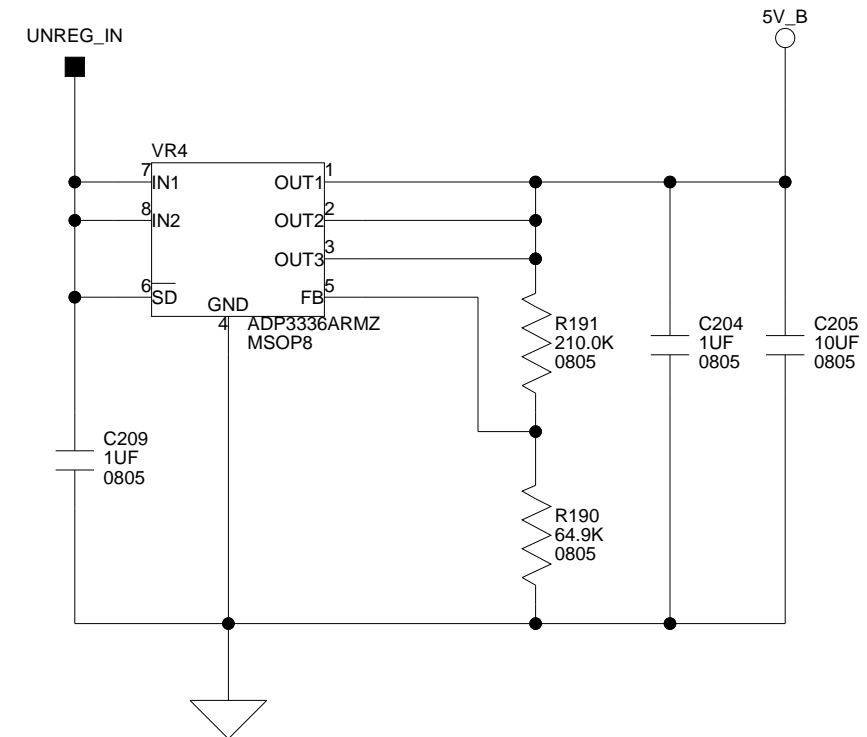 UNREG_IN
5V_B
VR4
7
IN1
OUT1
1
8
IN2
OUT2
2
OUT3
3
6
SD
GND
FB
5
4
ADP3336ARMZ
MSOP8
R191
210.0K
0805
C204
1UF
0805
C205
10UF
0805
C209
1UF
0805
R190
64.9K
0805